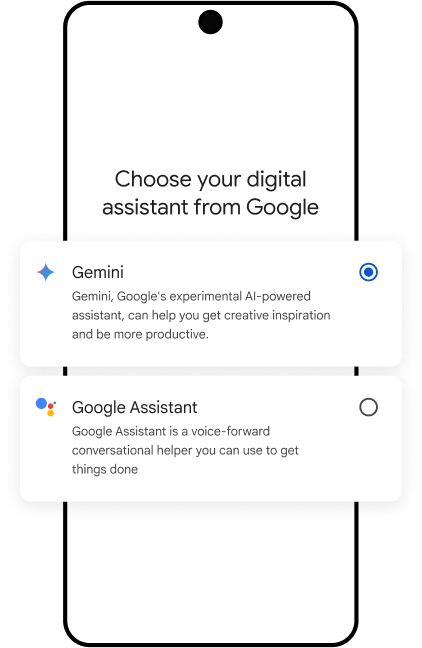 Choose your digital
assistant from Google
Gemini
Gemini, Google's experimental AI-powered
assistant, can help you get creative inspiration
and be more productive.
Google Assistant
Google Assistant is a voice-forward
conversational helper you can use to get
things done